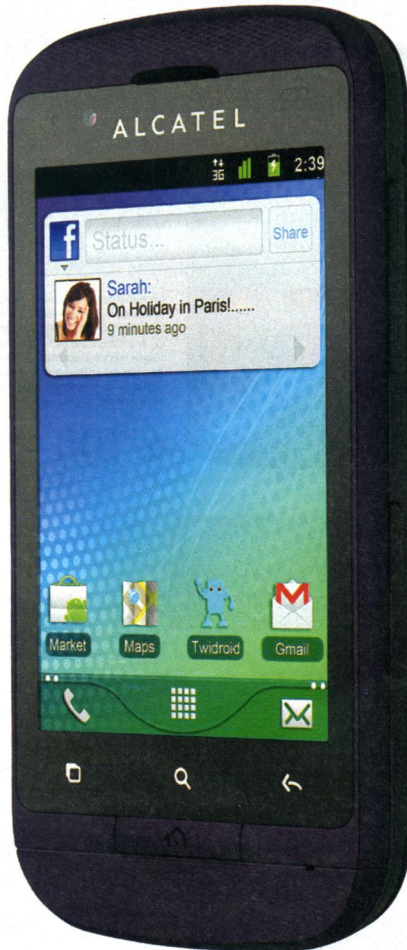 ALCATEL
3G 2:39
f Status... Share
Sarah:
On Holiday in Paris!......
9 minutes ago
Market Maps Twidroid Gmail